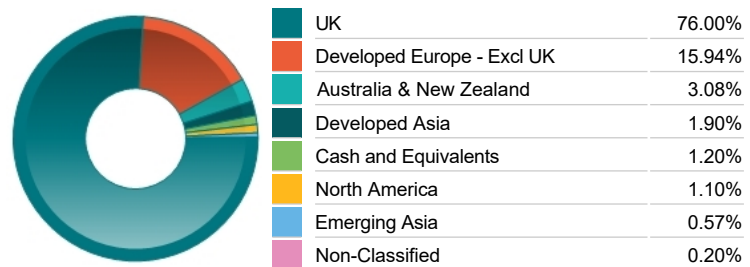 UK 76.00%
Developed Europe - Excl UK 15.94%
Australia & New Zealand 3.08%
Developed Asia 1.90%
Cash and Equivalents 1.20%
North America 1.10%
Emerging Asia 0.57%
Non-Classified 0.20%